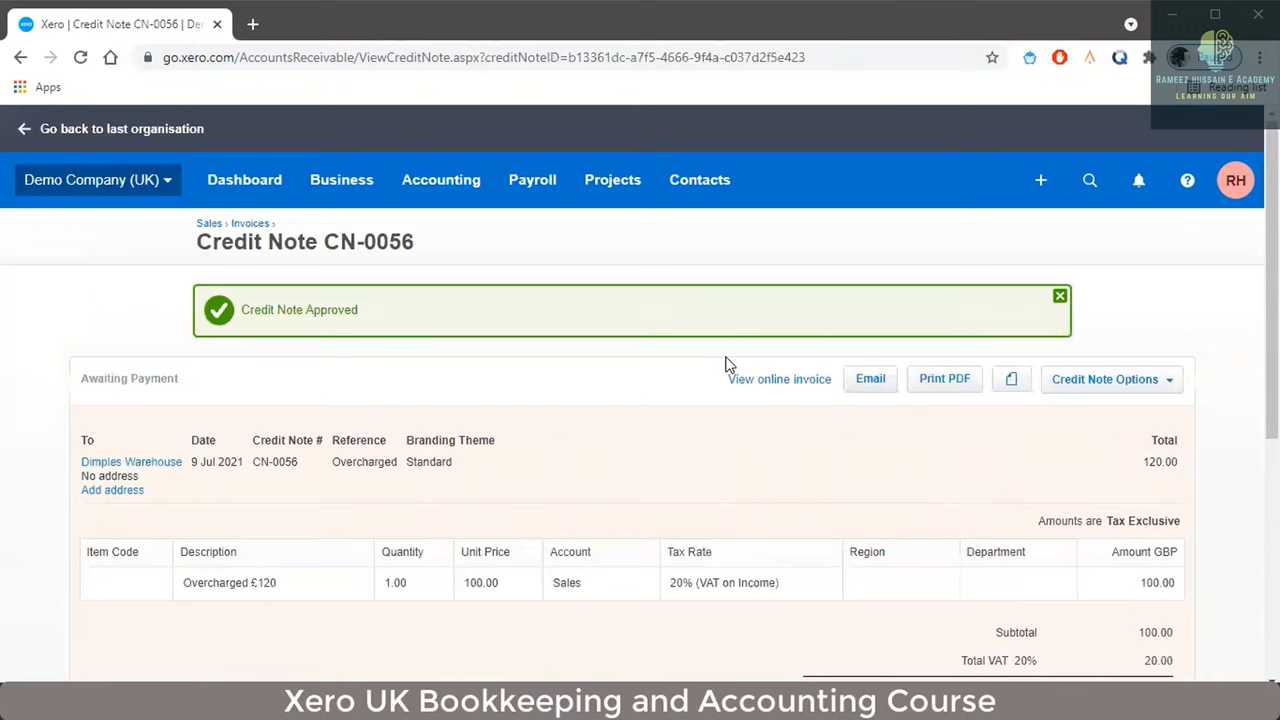 Xero | Credit Note CN-0056 | De
go.xero.com/AccountsReceivable/ViewCreditNote.aspx?creditNoteID=b13361dc-a7f5-4666-9f4a-c037d2f5e423
Apps
Reading list
RAMEEZ HUSSAIN E ACADEMY
LEARNING OUR AIM
Go back to last organisation
Demo Company (UK) Dashboard Business Accounting Payroll Projects Contacts RH
Sales › Invoices ›
Credit Note CN-0056
Credit Note Approved
Awaiting Payment View online invoice Email Print PDF Credit Note Options
To Date Credit Note # Reference Branding Theme Total
Dimples Warehouse 9 Jul 2021 CN-0056 Overcharged Standard 120.00
No address
Add address
Amounts are Tax Exclusive
Item Code Description Quantity Unit Price Account Tax Rate Region Department Amount GBP
Overcharged £120 1.00 100.00 Sales 20% (VAT on Income) 100.00
Subtotal 100.00
Total VAT 20% 20.00
Xero UK Bookkeeping and Accounting Course